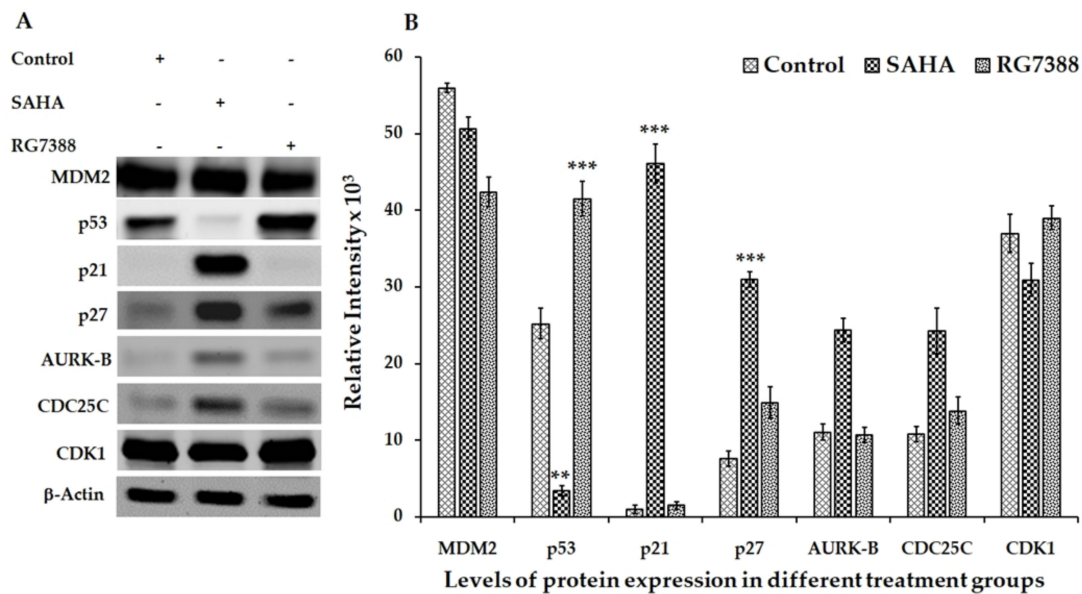 A
Control + - -
SAHA - + -
RG7388 - - +
MDM2
p53
p21
p27
AURK-B
CDC25C
CDK1
β-Actin
B
Control SAHA RG7388
Relative Intensity x 10³
60
50
40
30
20
10
0
** *** *** ***
MDM2 p53 p21 p27 AURK-B CDC25C CDK1
Levels of protein expression in different treatment groups